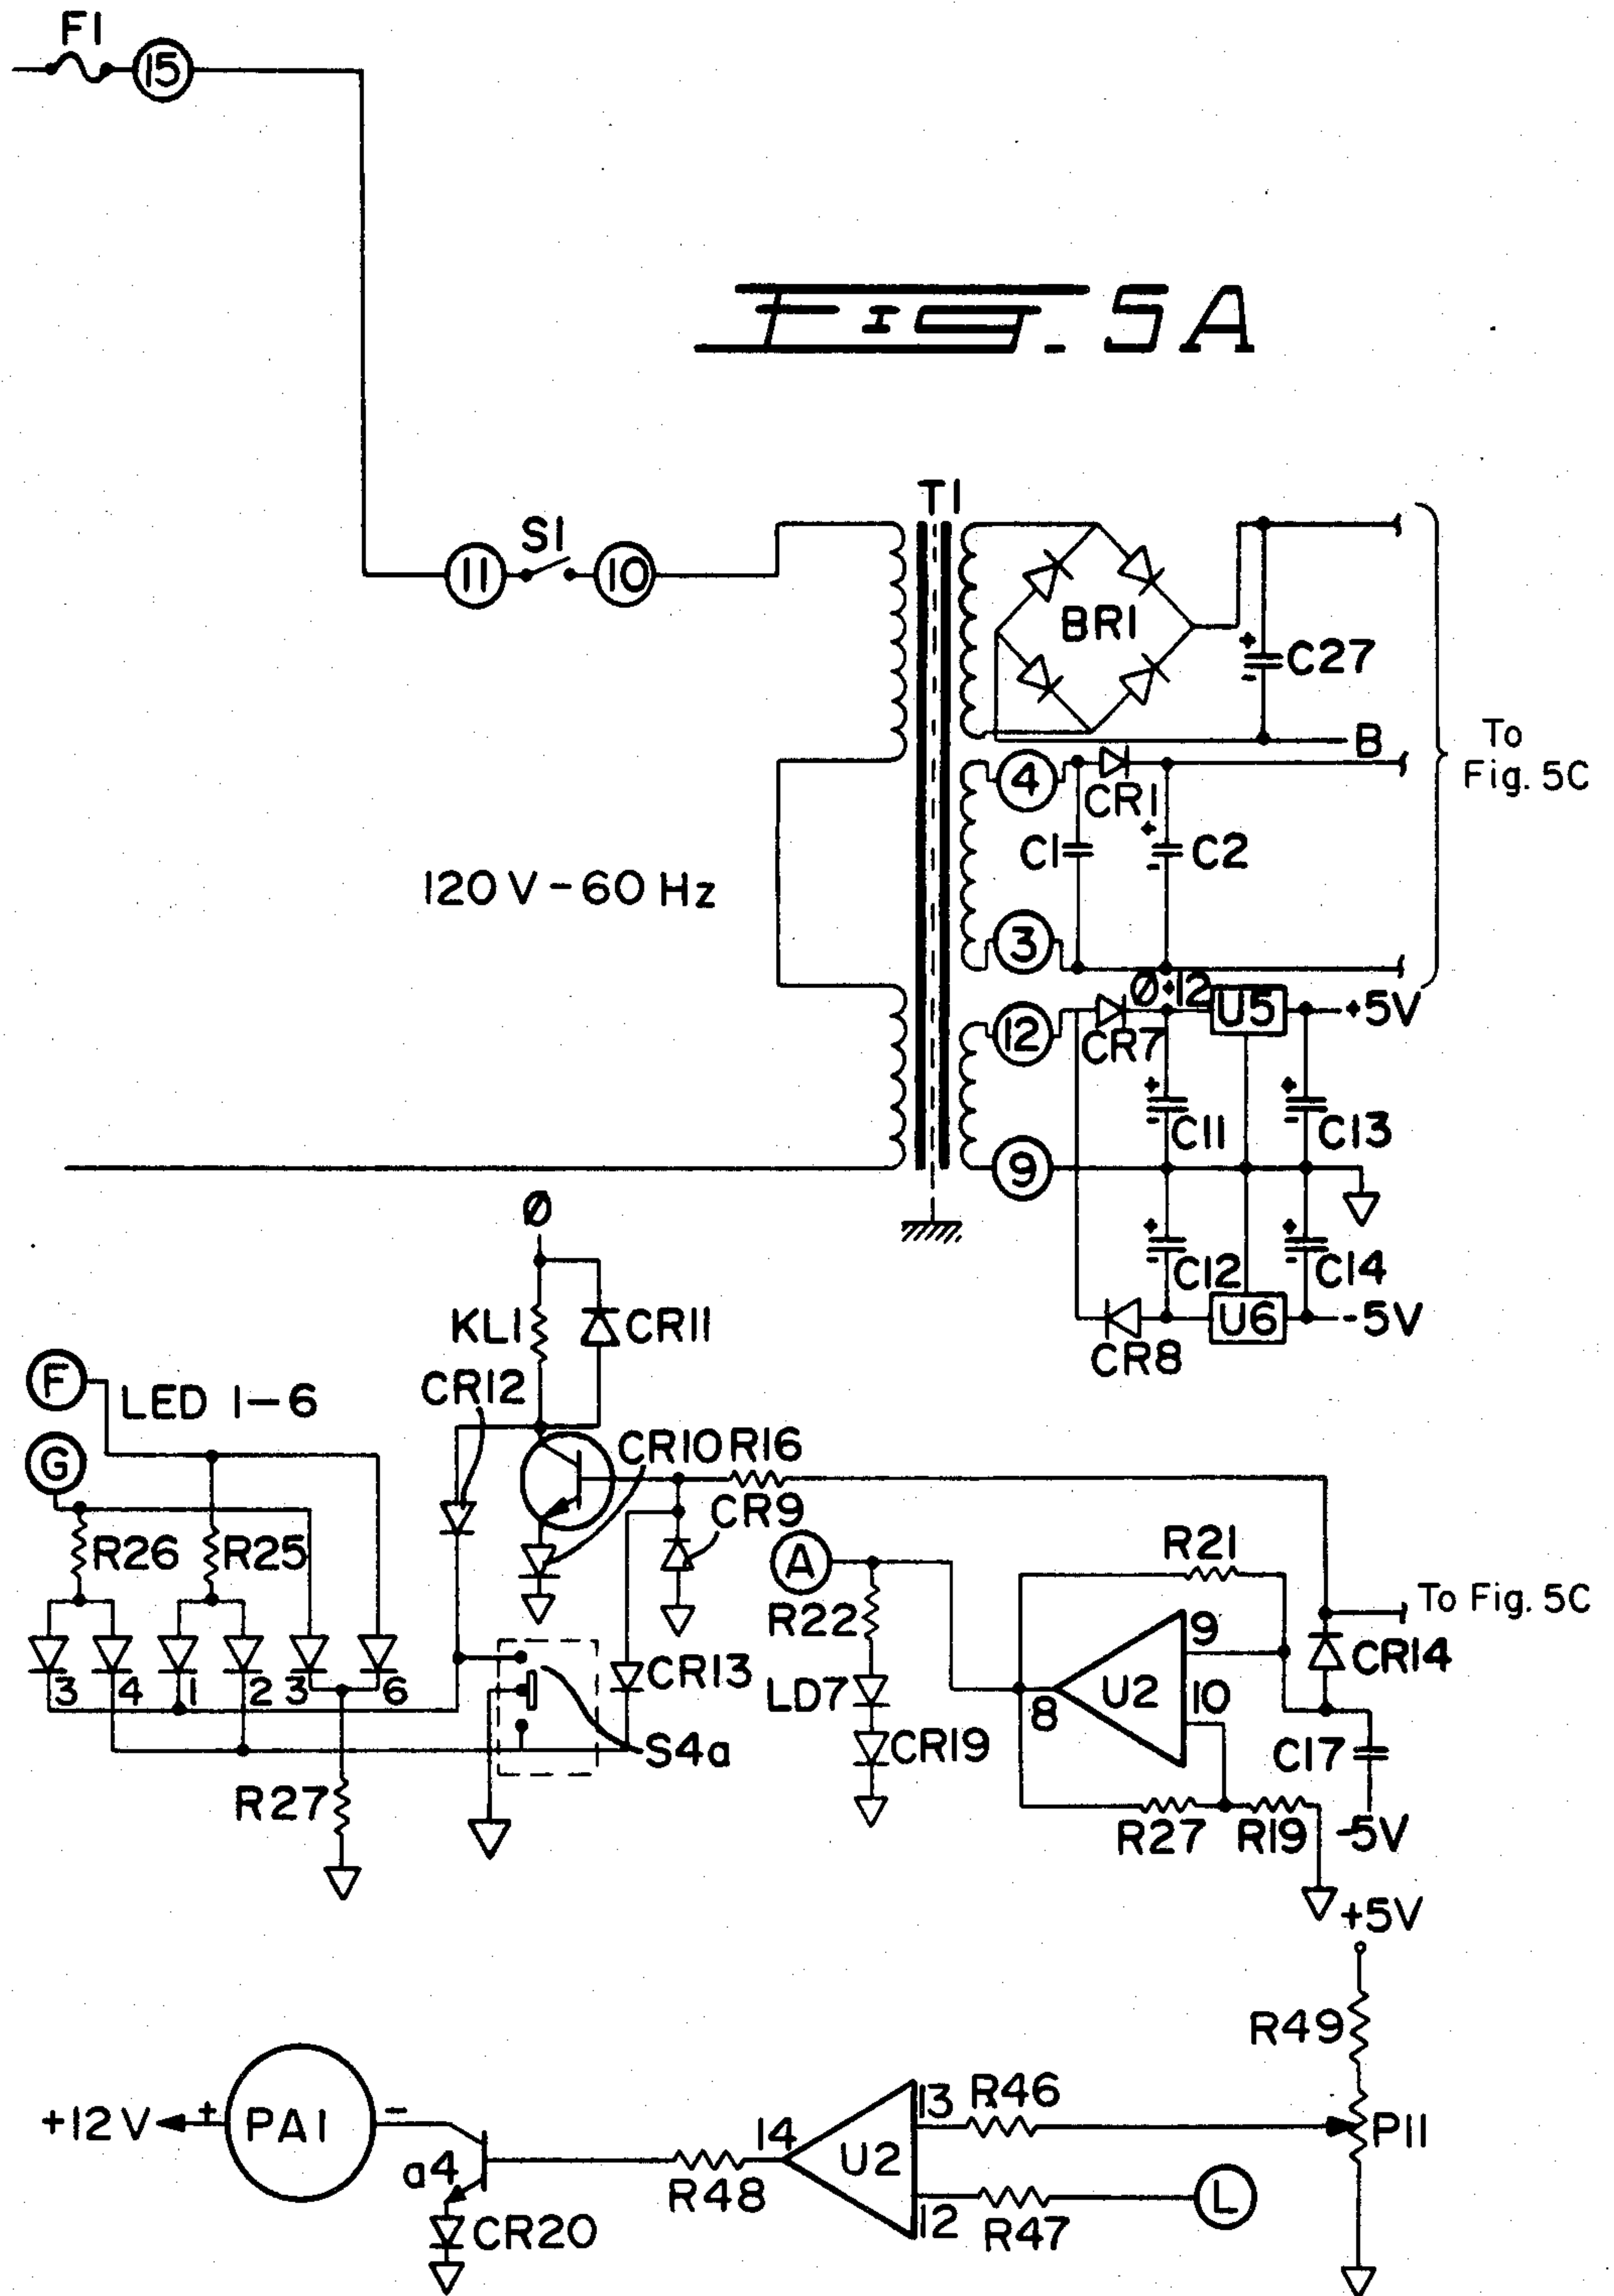 F1
15
FIG. 5A
T1
11
S1
10
BR1
+
-
C27
B
To
Fig. 5C
4
CR1
C1
+
-
C2
120 V - 60 Hz
3
Ø +12
U5
+5V
12
CR7
+
-
C11
+
-
C13
9
Ø
+
-
C12
+
-
C14
KL1
CR11
U6
-5V
CR8
F
LED 1-6
CR12
G
CR10
R16
CR9
R26
R25
A
R21
R22
To Fig. 5C
9
CR14
3
4
1
2
3
6
CR13
LD7
8
U2
10
CR19
S4a
C17
R27
R27
R19
-5V
+5V
R49
+12V
+
PA1
-
a4
14
U2
13
R46
P11
R48
12
R47
L
CR20